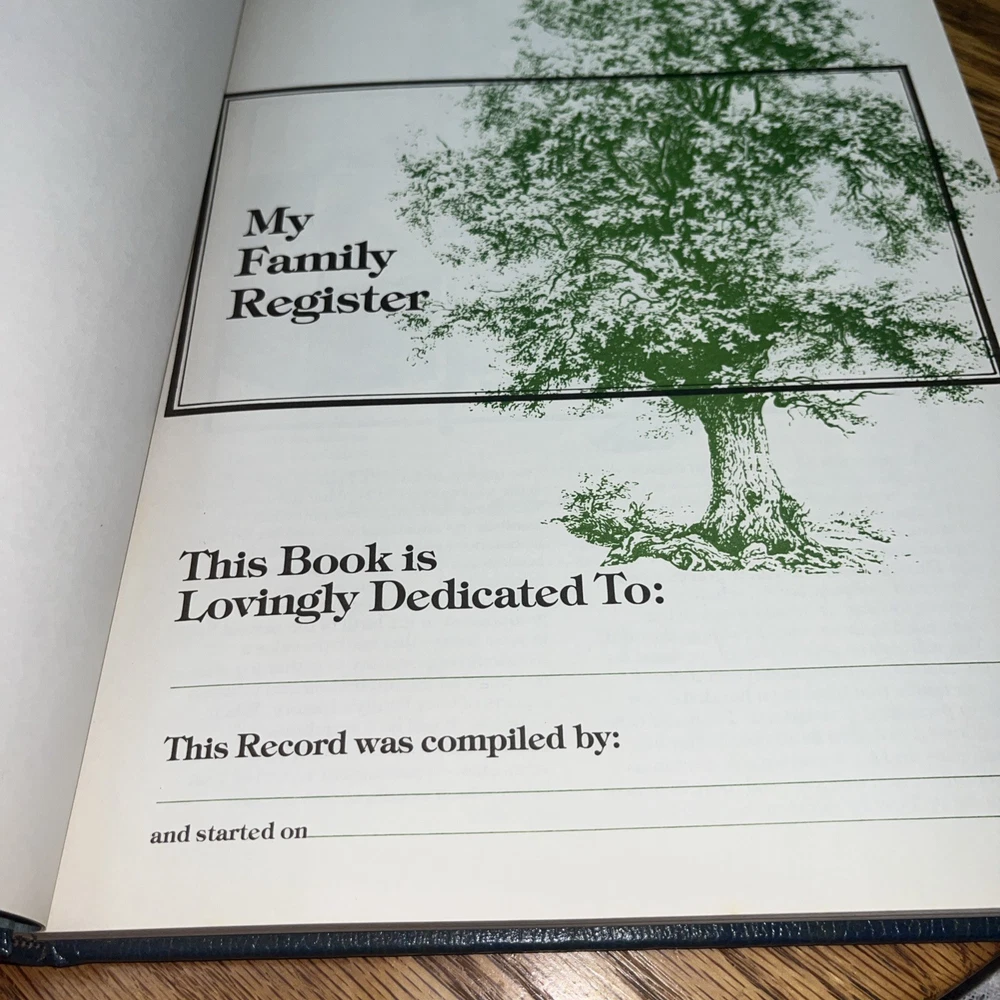 My
Family
Register
This Book is
Lovingly Dedicated To:
This Record was compiled by:
and started on